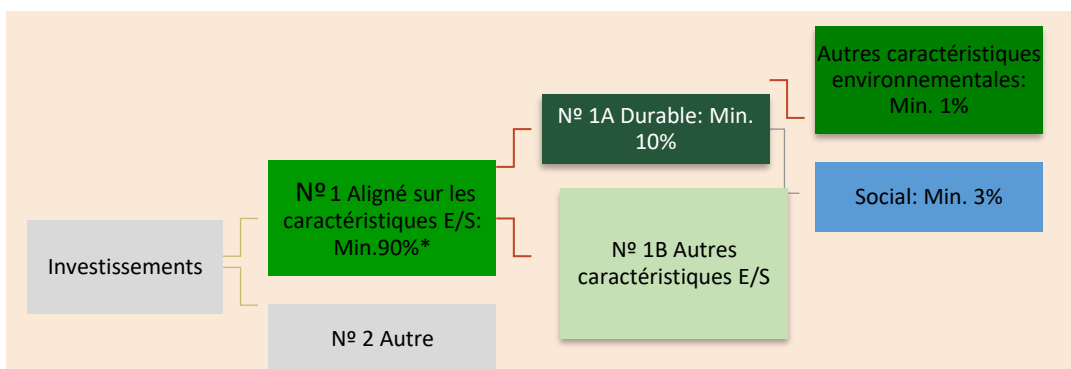 Investissements
Nº 1 Aligné sur les
caractéristiques E/S:
Min.90%*
Nº 2 Autre
Nº 1A Durable: Min.
10%
Nº 1B Autres
caractéristiques E/S
Autres caractéristiques
environnementales:
Min. 1%
Social: Min. 3%